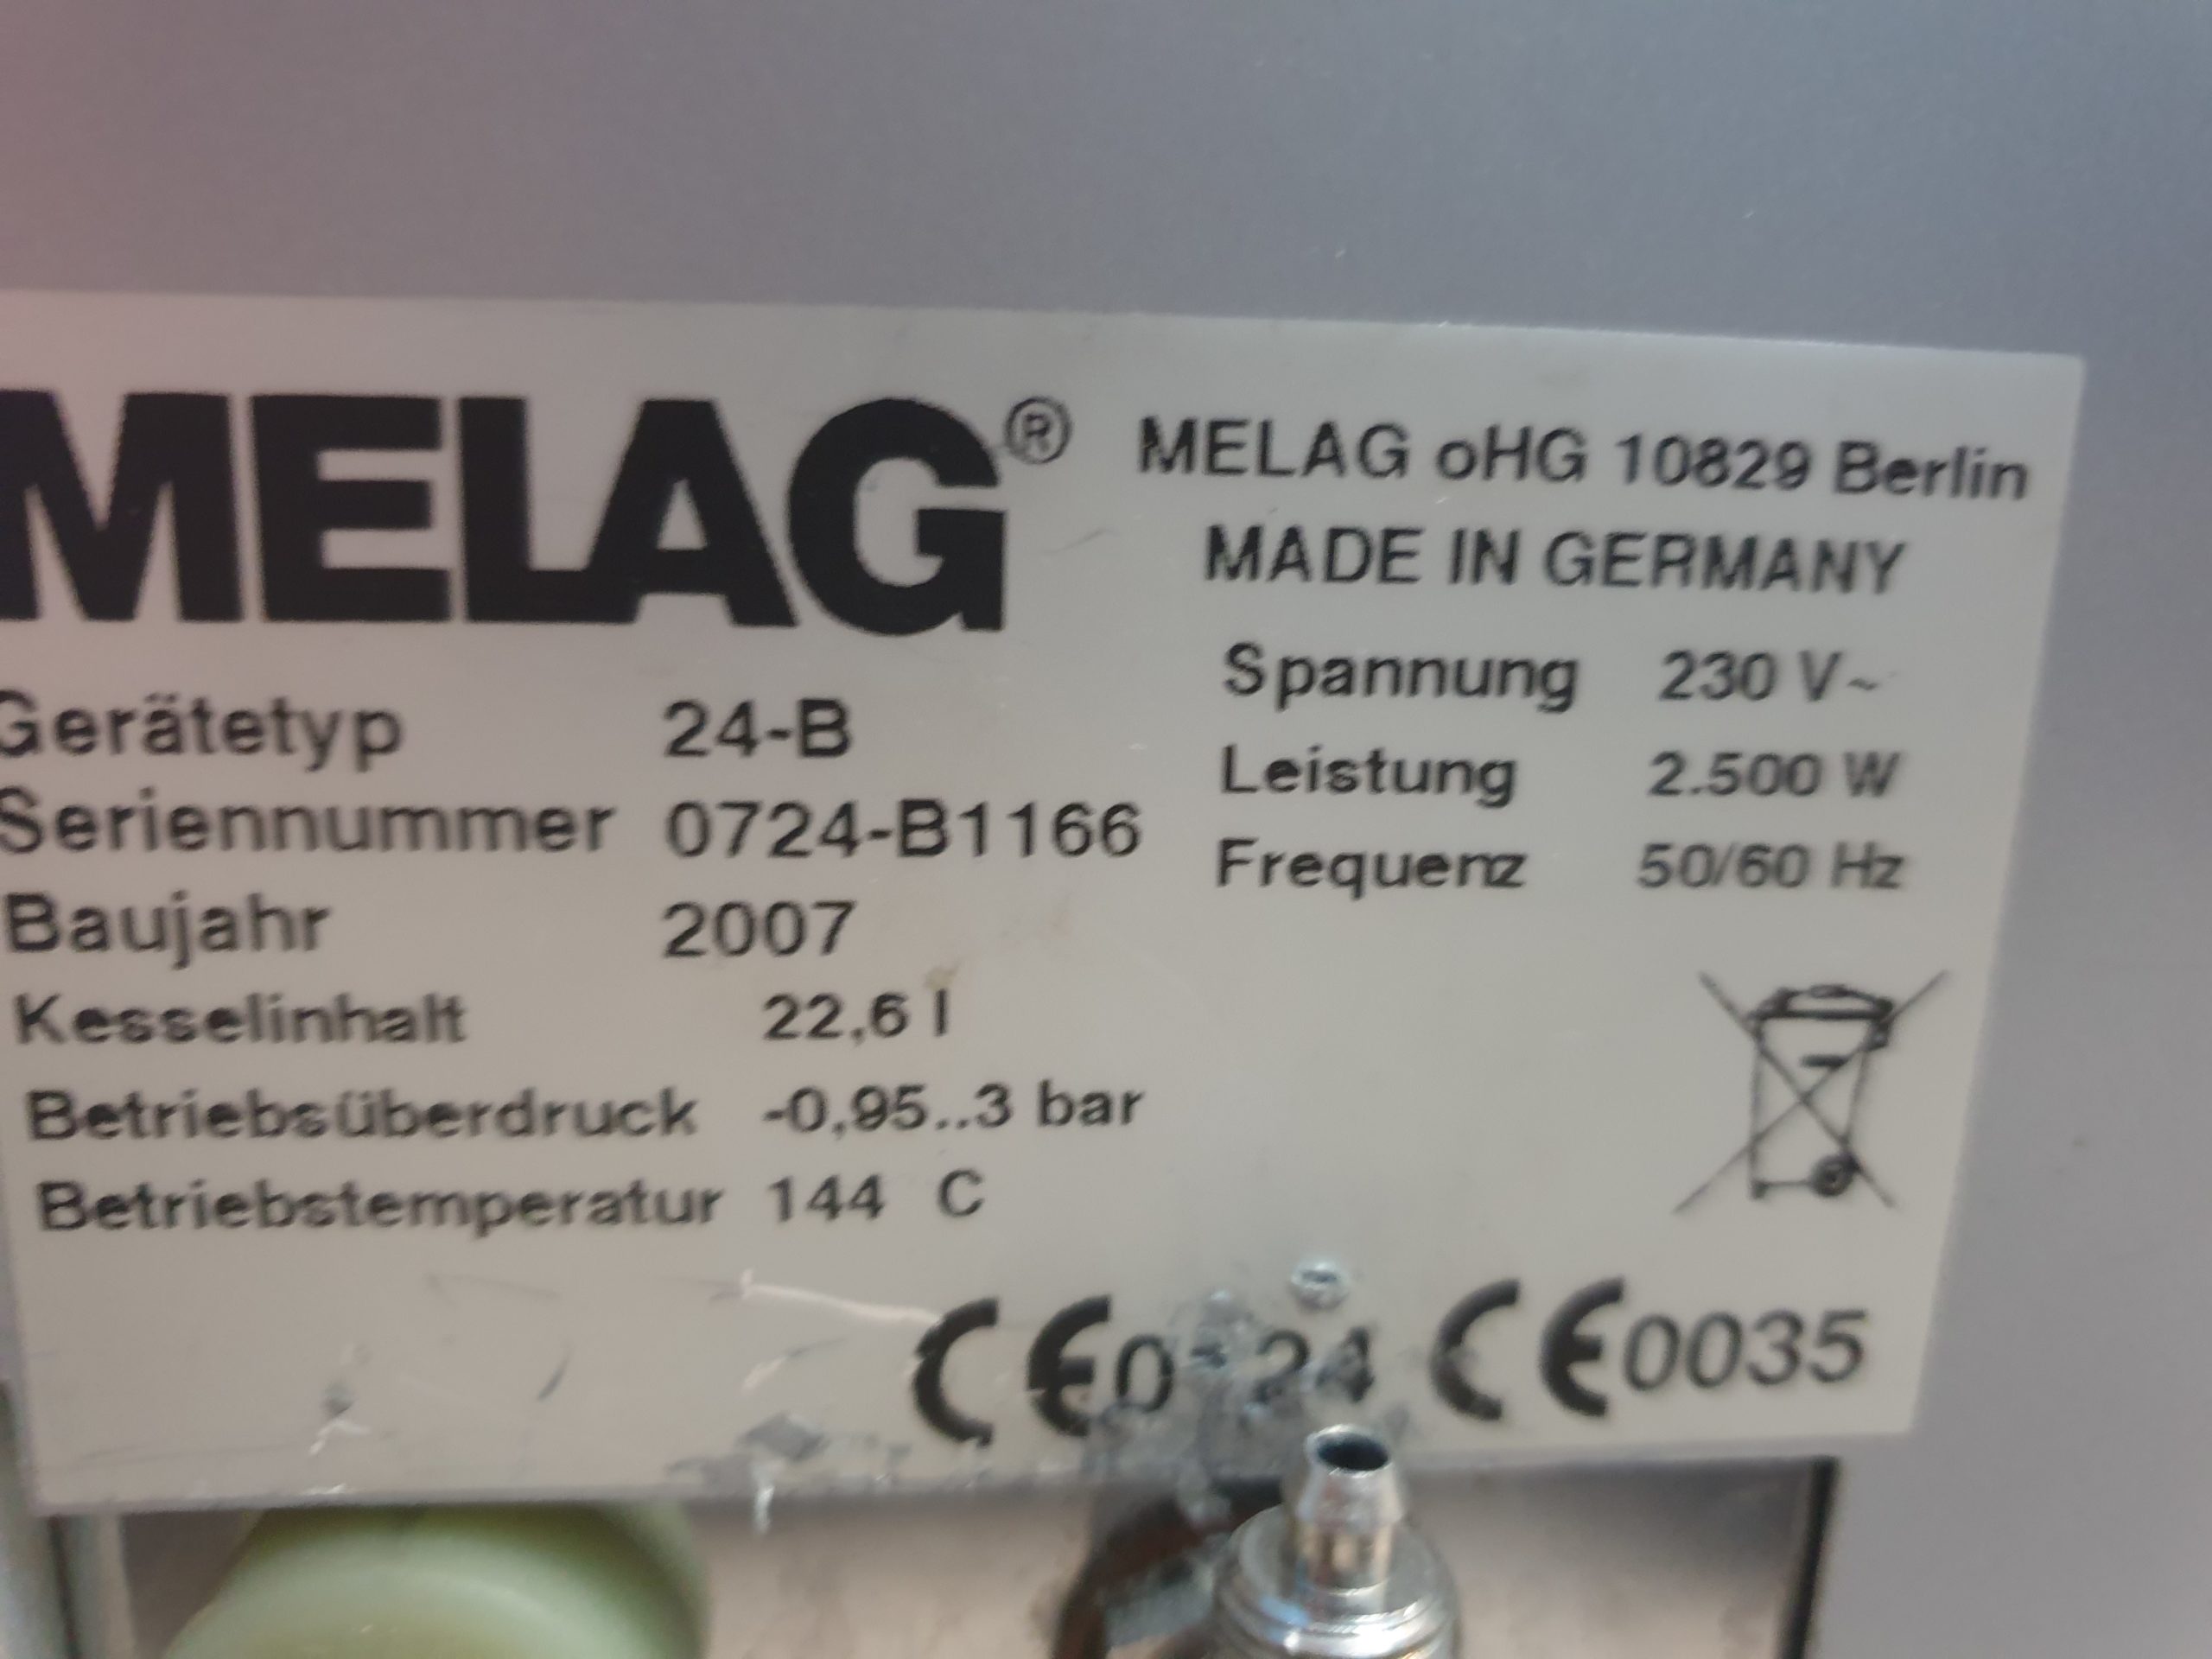 MELAG®
MELAG oHG 10829 Berlin
MADE IN GERMANY
Gerätetyp 24-B
Seriennummer 0724-B1166
Baujahr 2007
Kesselinhalt 22,6 l
Betriebsüberdruck -0,95..3 bar
Betriebstemperatur 144 C
Spannung 230 V~
Leistung 2.500 W
Frequenz 50/60 Hz
CE CE0035